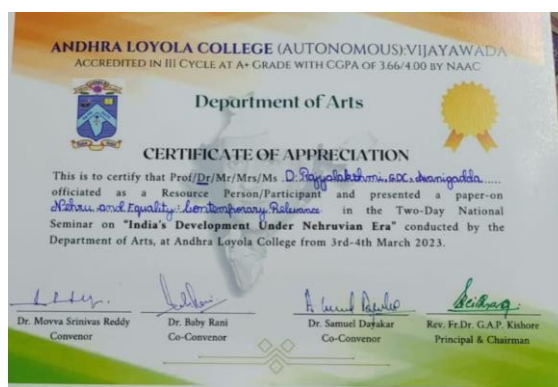 ANDHRA LOYOLA COLLEGE (AUTONOMOUS):VIJAYAWADA
ACCREDITED IN III CYCLE AT A+ GRADE WITH CGPA OF 3.66/4.00 BY NAAC
Department of Arts
CERTIFICATE OF APPRECIATION
This is to certify that Prof/Dr/Mr/Mrs/Ms D. Rajyalakshmi, GDC, Avanigadda
officiated as a Resource Person/Participant and presented a paper-on
Nehru and Equality: Contemporary Relevance in the Two-Day National
Seminar on "India's Development Under Nehruvian Era" conducted by the
Department of Arts, at Andhra Loyola College from 3rd-4th March 2023.
Dr. Movva Srinivas Reddy
Convenor
Dr. Baby Rani
Co-Convenor
Dr. Samuel Dayakar
Co-Convenor
Rev. Fr.Dr. G.A.P. Kishore
Principal & Chairman